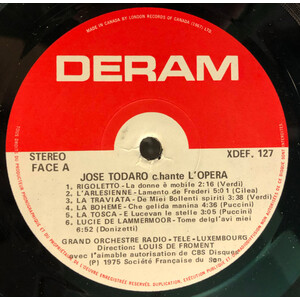 MADE IN CANADA BY LONDON RECORDS OF CANADA (1967) LTD.
DERAM
STEREO
FACE A
XDEF. 127
JOSE TODARO chante L'OPERA
1. RIGOLETTO - La donne è mobile 2:16 (Verdi)
2. L'ARLESIENNE - Lamento de Frederi 5:01 (Cilea)
3. LA TRAVIATA - De Miei Bollenti spiriti 3:38 (Verdi)
4. LA BOHEME - Che gelida manina 4:36 (Puccini)
5. LA TOSCA - E Lucevan le stelle 3:05 (Puccini)
6. LUCIE DE LAMMERMOOR - Tome delgl'avi miei
6:52 (Donizetti)
GRAND ORCHESTRE RADIO - TELE - LUXEMBOURG
Direction: LOUIS DE FROMENT
avec l'aimable autorisation de CBS Disques
(P) 1975 Société Française du Son